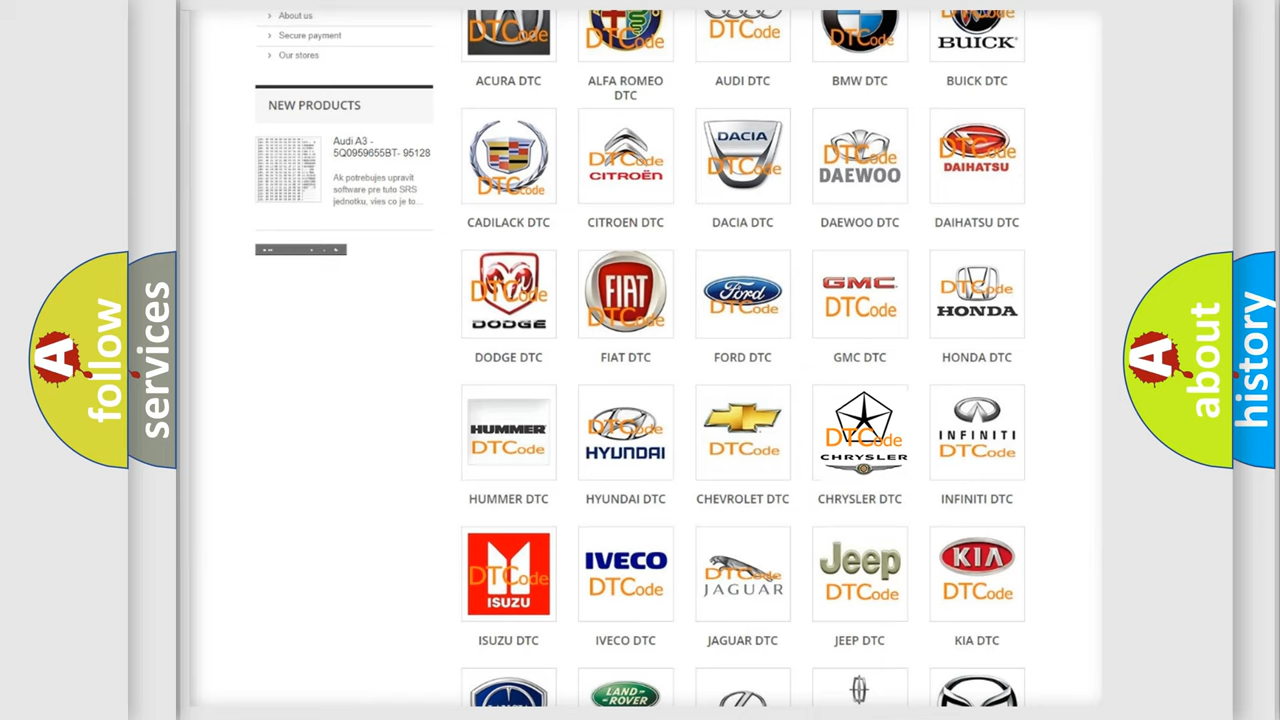 About us
Secure payment
Our stores
NEW PRODUCTS
Audi A3 -
5Q0959655BT- 95128
Ak potrebujes upravit
software pre tuto SRS
jednotku, vies co je to...
DTCode
DTCode
DTCode
DTCode
BUICK
ACURA DTC
ALFA ROMEO
DTC
AUDI DTC
BMW DTC
BUICK DTC
DTCode
DTCode
CITROËN
DACIA
DTCode
DTCode
DAEWOO
DTCode
DAIHATSU
CADILACK DTC
CITROEN DTC
DACIA DTC
DAEWOO DTC
DAIHATSU DTC
DTCode
DODGE
FIAT
DTCode
Ford
DTCode
GMC
DTCode
DTCode
HONDA
DODGE DTC
FIAT DTC
FORD DTC
GMC DTC
HONDA DTC
HUMMER
DTCode
DTCode
HYUNDAI
DTCode
DTCode
CHRYSLER
INFINITI
DTCode
HUMMER DTC
HYUNDAI DTC
CHEVROLET DTC
CHRYSLER DTC
INFINITI DTC
DTCode
ISUZU
IVECO
DTCode
DTCode
JAGUAR
Jeep
DTCode
KIA
DTCode
ISUZU DTC
IVECO DTC
JAGUAR DTC
JEEP DTC
KIA DTC
LAND-
ROVER
A
follow
services
A
about
history